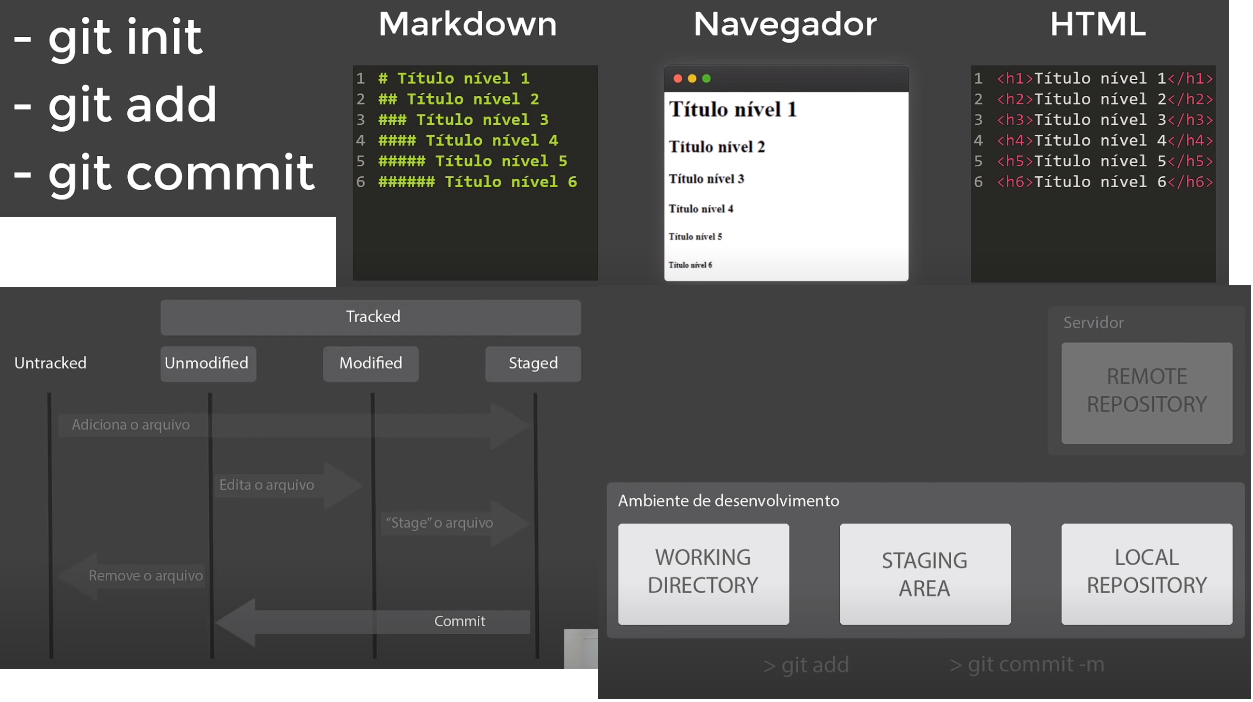 - git init
- git add
- git commit
Markdown
1 # Título nível 1
2 ## Título nível 2
3 ### Título nível 3
4 #### Título nível 4
5 ##### Título nível 5
6 ###### Título nível 6
Navegador
Título nível 1
Título nível 2
Título nível 3
Título nível 4
Título nível 5
Título nível 6
HTML
1 <h1>Título nível 1</h1>
2 <h2>Título nível 2</h2>
3 <h3>Título nível 3</h3>
4 <h4>Título nível 4</h4>
5 <h5>Título nível 5</h5>
6 <h6>Título nível 6</h6>
Tracked
Untracked
Unmodified
Modified
Staged
Adiciona o arquivo
Edita o arquivo
“Stage” o arquivo
Remove o arquivo
Commit
Servidor
REMOTE
REPOSITORY
Ambiente de desenvolvimento
WORKING
DIRECTORY
STAGING
AREA
LOCAL
REPOSITORY
> git add
> git commit -m